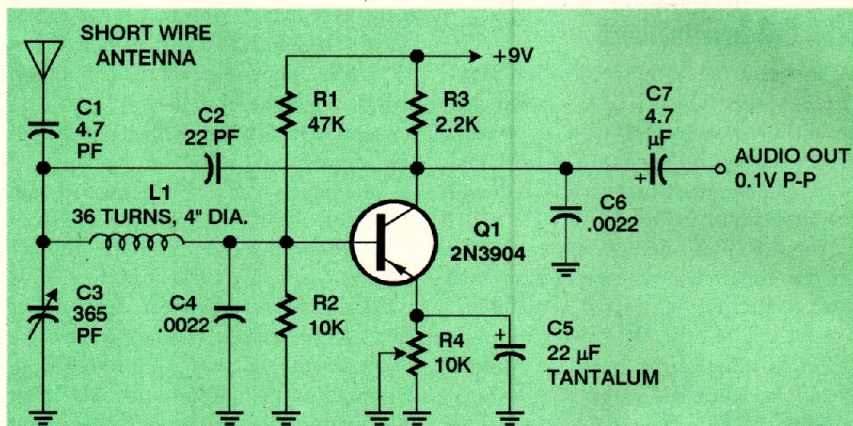 SHORT WIRE
ANTENNA
+9V
C1
4.7
PF
C2
22 PF
R1
47K
R3
2.2K
C7
4.7
µF
+
AUDIO OUT
0.1V P-P
L1
36 TURNS, 4" DIA.
Q1
2N3904
C6
.0022
C3
365
PF
C4
.0022
R2
10K
R4
10K
+
C5
22 µF
TANTALUM